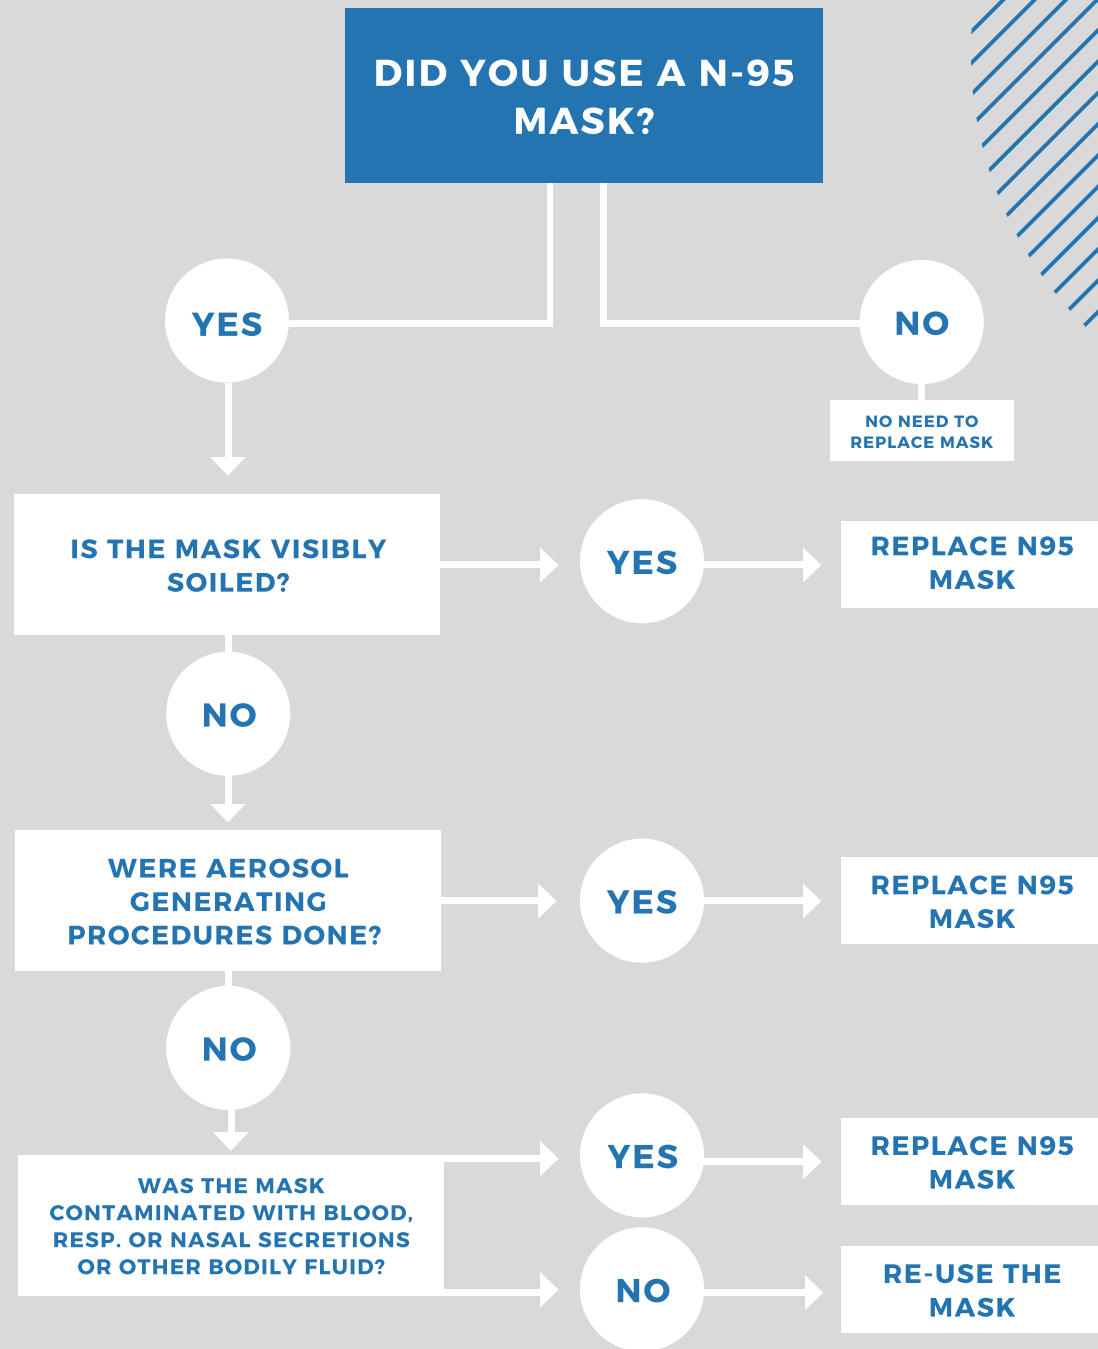 DID YOU USE A N-95
MASK?
YES
NO
NO NEED TO
REPLACE MASK
IS THE MASK VISIBLY
SOILED?
YES
REPLACE N95
MASK
NO
WERE AEROSOL
GENERATING
PROCEDURES DONE?
YES
REPLACE N95
MASK
NO
WAS THE MASK
CONTAMINATED WITH BLOOD,
RESP. OR NASAL SECRETIONS
OR OTHER BODILY FLUID?
YES
REPLACE N95
MASK
NO
RE-USE THE
MASK